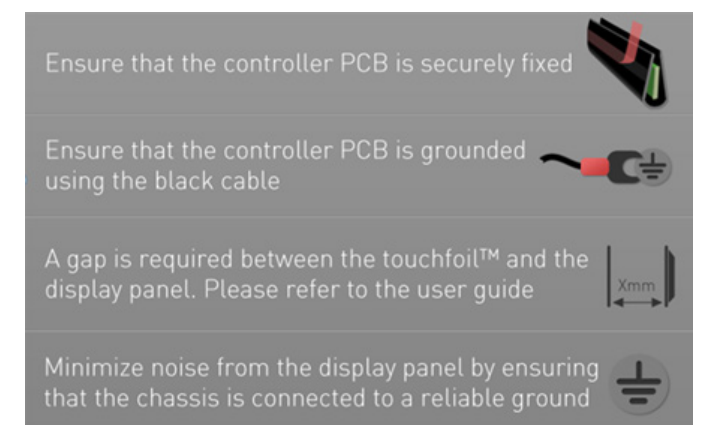 Ensure that the controller PCB is securely fixed
Ensure that the controller PCB is grounded
using the black cable
A gap is required between the touchfoil™ and the
display panel. Please refer to the user guide
Xmm
Minimize noise from the display panel by ensuring
that the chassis is connected to a reliable ground